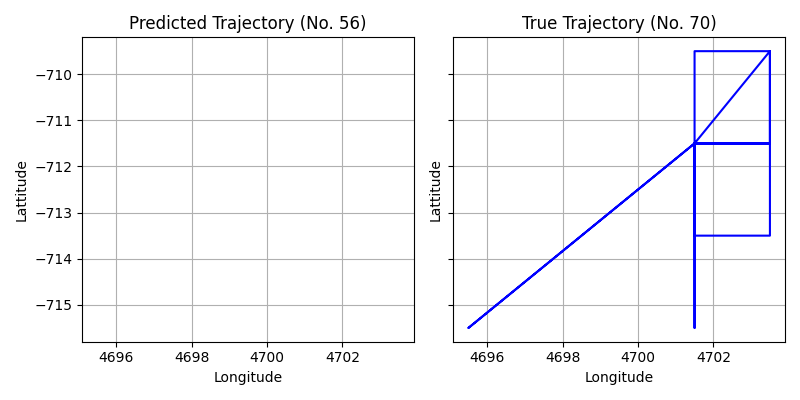 Predicted Trajectory (No. 56)
Lattitude
−710
−711
−712
−713
−714
−715
4696 4698 4700 4702
Longitude
True Trajectory (No. 70)
Lattitude
4696 4698 4700 4702
Longitude